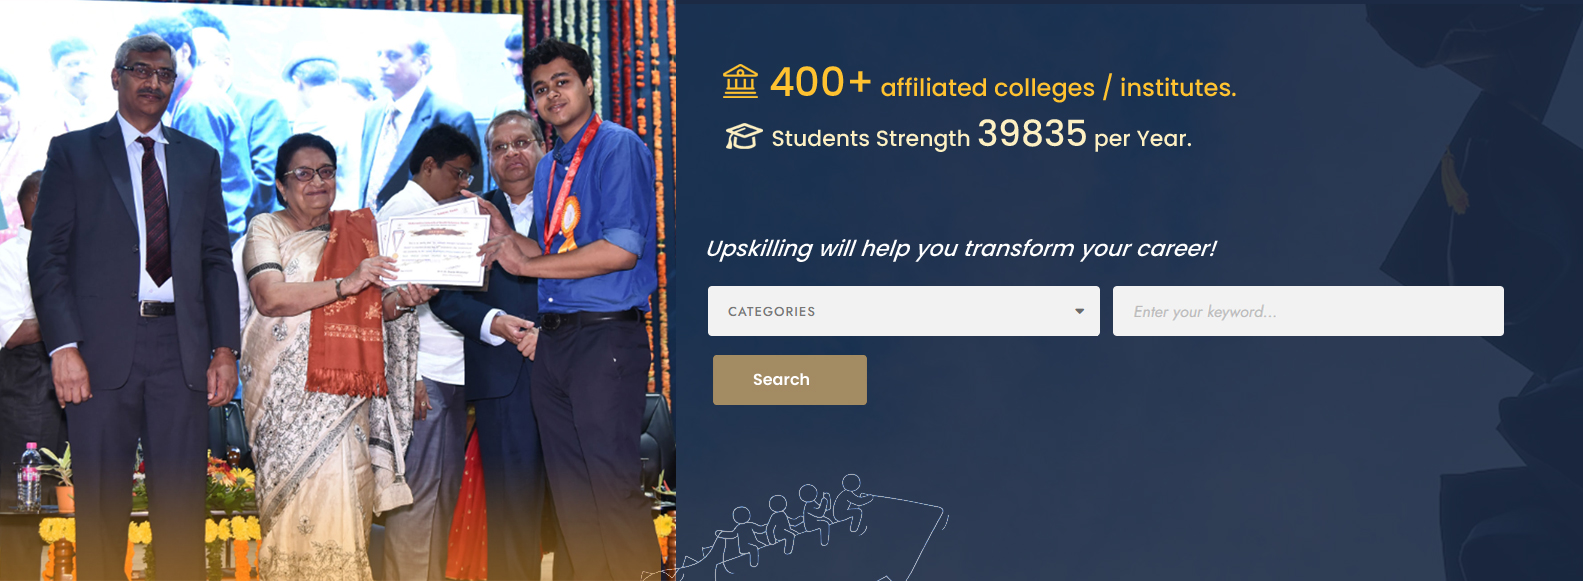 400+ affiliated colleges / institutes.
Students Strength 39835 per Year.
Upskilling will help you transform your career!
CATEGORIES
Enter your keyword...
Search